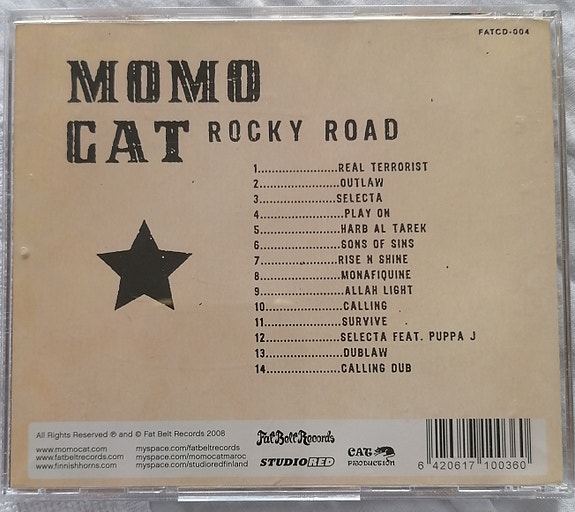 FATCD-004
MOMO
CAT ROCKY ROAD
1......................REAL TERRORIST
2......................OUTLAW
3.....................SELECTA
4.......................PLAY ON
5......................HARB AL TAREK
6......................SONS OF SINS
7.....................RISE N SHINE
8......................MONAFIQUINE
9.......................ALLAH LIGHT
10.....................CALLING
11.....................SURVIVE
12....................SELECTA FEAT. PUPPA J
13.....................DUBLAW
14....................CALLING DUB
All Rights Reserved ℗ and © Fat Belt Records 2008
www.momocat.com myspace.com/fatbeltrecords
www.fatbeltrecords.com myspace.com/momocatmaroc
www.finnishhorns.com myspace.com/studioredfinland
Fat Belt Records
STUDIORED
CAT
PRODUCTION
6 420617 100360